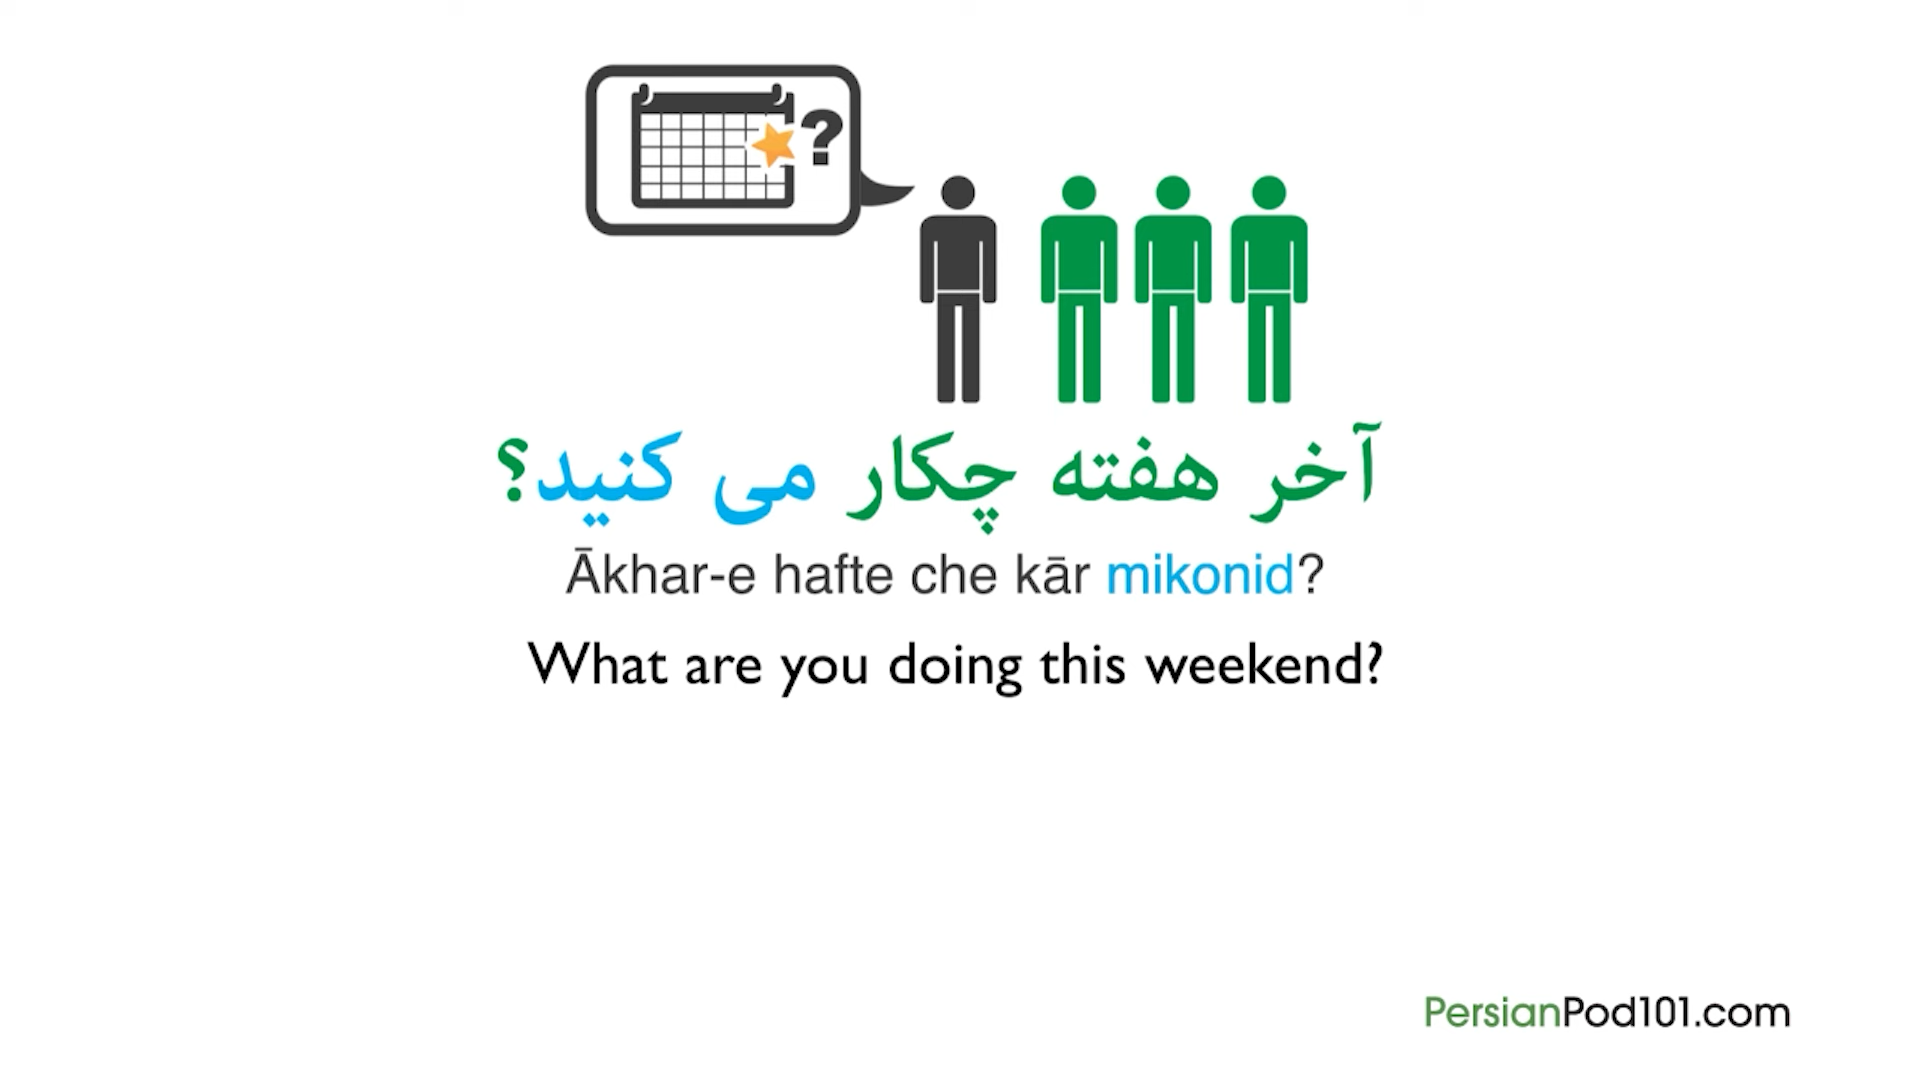 ?
آخر هفته چکار می کنید؟
Ākhar-e hafte che kār mikonid?
What are you doing this weekend?
PersianPod101.com